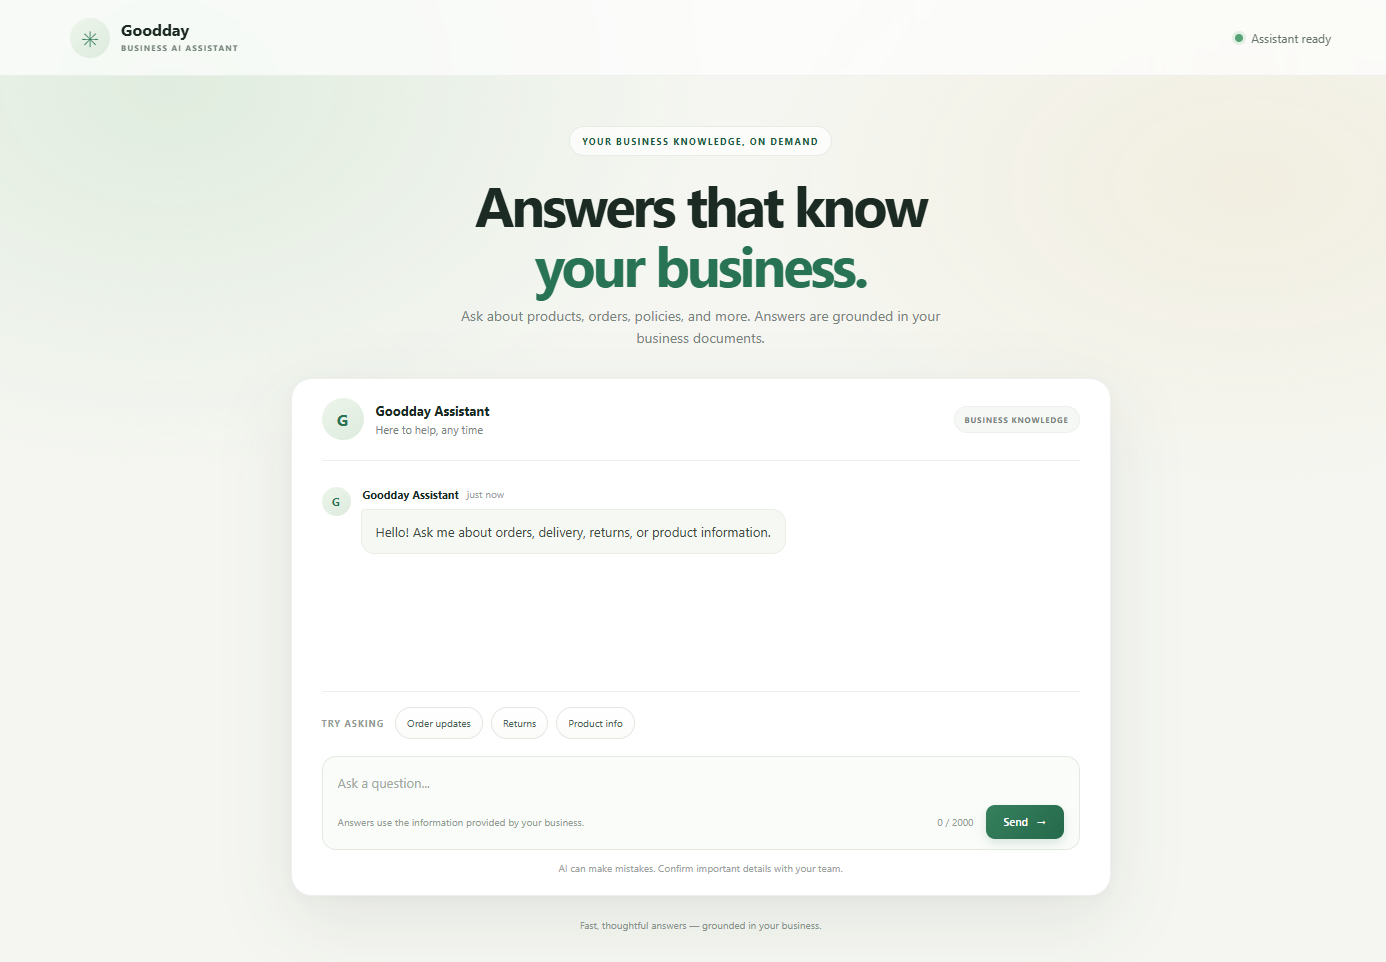 Goodday
BUSINESS AI ASSISTANT
Assistant ready
YOUR BUSINESS KNOWLEDGE, ON DEMAND
Answers that know
your business.
Ask about products, orders, policies, and more. Answers are grounded in your
business documents.
G
Goodday Assistant
Here to help, any time
BUSINESS KNOWLEDGE
G
Goodday Assistant just now
Hello! Ask me about orders, delivery, returns, or product information.
TRY ASKING
Order updates
Returns
Product info
Ask a question...
Answers use the information provided by your business.
0 / 2000
Send →
AI can make mistakes. Confirm important details with your team.
Fast, thoughtful answers — grounded in your business.